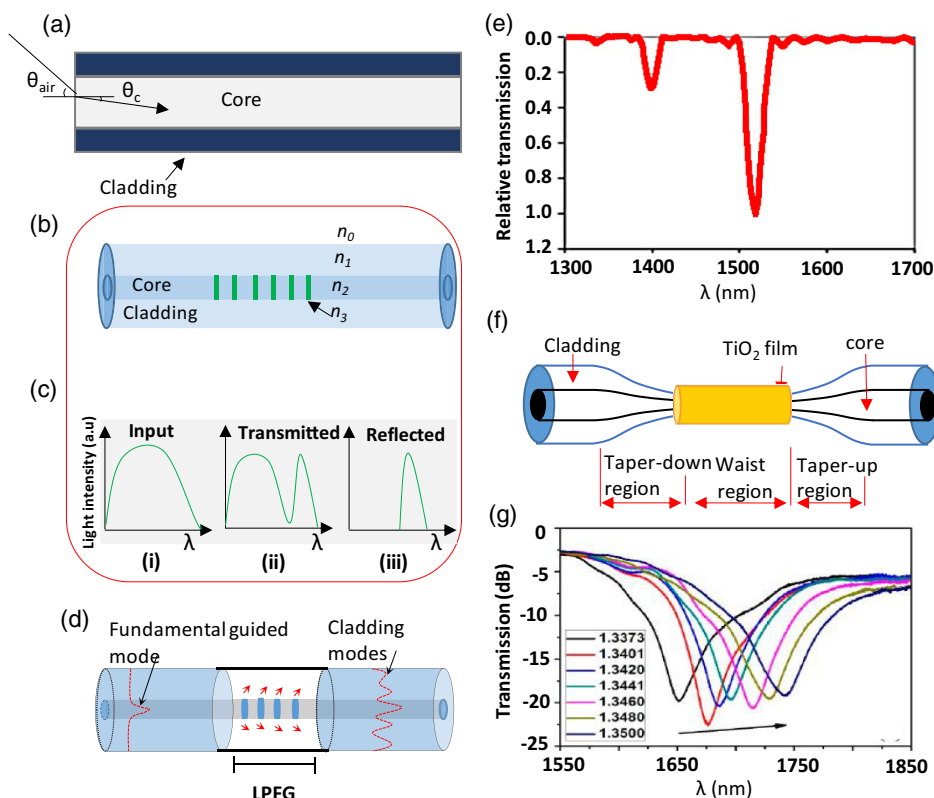 (a)
θair
θc
Core
Cladding
(b)
n0
n1
Core
n2
Cladding
n3
(c)
Light intensity (a.u)
Input
Transmitted
Reflected
λ
λ
λ
(i)
(ii)
(iii)
(d)
Fundamental guided
mode
Cladding
modes
LPFG
(e)
Relative transmission
0.0
0.2
0.4
0.6
0.8
1.0
1.2
1300
1400
1500
1600
1700
λ (nm)
(f)
Cladding
TiO2 film
core
Taper-down
region
Waist
region
Taper-up
region
(g)
Transmission (dB)
0
-5
-10
-15
-20
-25
1.3373
1.3401
1.3420
1.3441
1.3460
1.3480
1.3500
1550
1650
1750
1850
λ (nm)